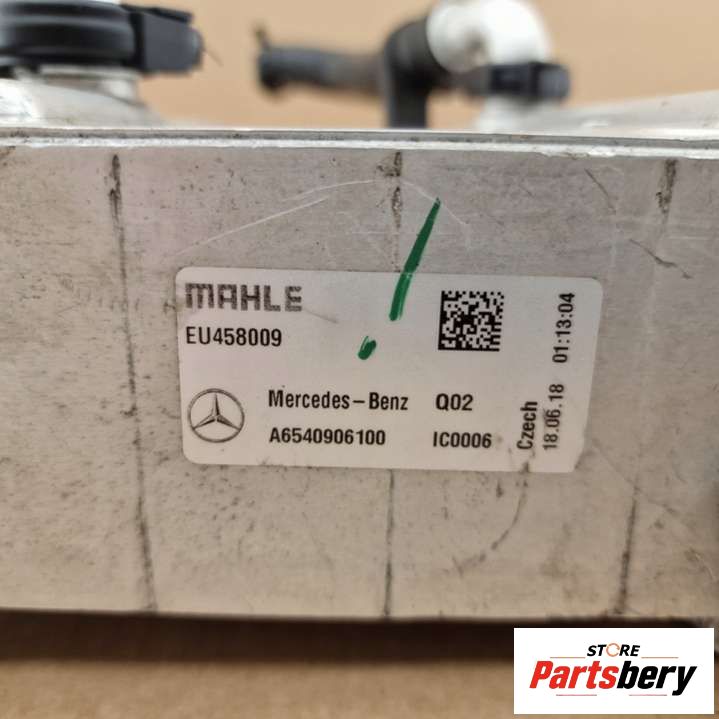 MAHLE
EU458009
Mercedes-Benz Q02
A6540906100 IC0006
Czech
18.06.18 01:13:04
STORE
Partsbery